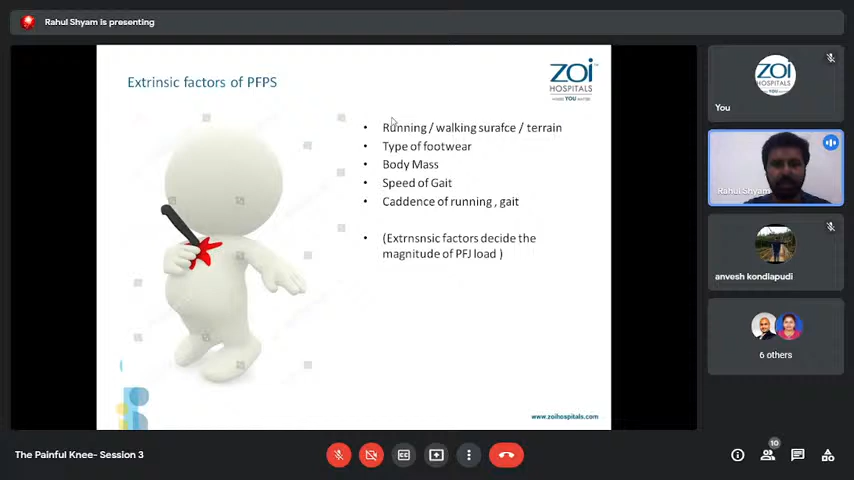 Rahul Shyam is presenting
Extrinsic factors of PFPS
ZOI
HOSPITALS
• Running / walking surafce / terrain
• Type of footwear
• Body Mass
• Speed of Gait
• Caddence of running , gait
• (Extrnsnsic factors decide the
magnitude of PFJ load )
www.zoihospitals.com
ZOI
HOSPITALS
You
Rahul Shyam
anvesh kondiapudi
6 others
The Painful Knee- Session 3
10